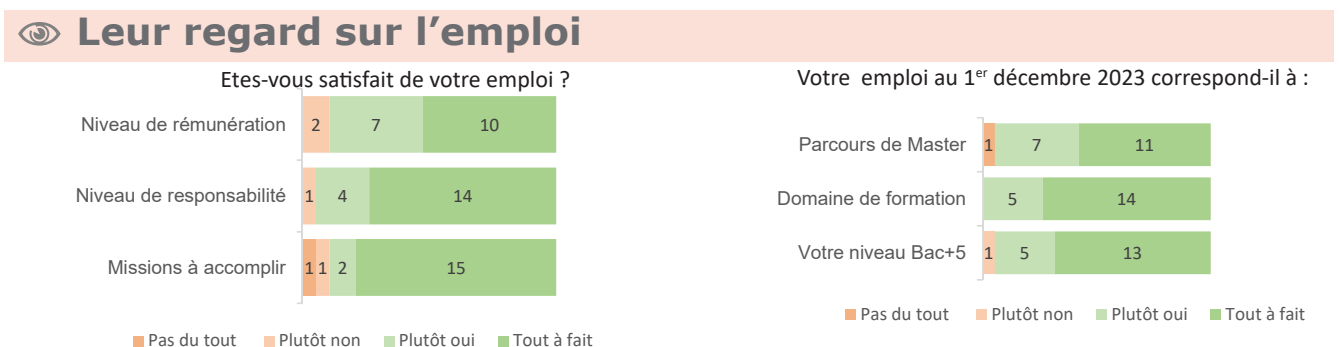 Leur regard sur l’emploi
Etes-vous satisfait de votre emploi ?
Niveau de rémunération 2 7 10
Niveau de responsabilité 1 4 14
Missions à accomplir 1 1 2 15
Pas du tout Plutôt non Plutôt oui Tout à fait
Votre emploi au 1er décembre 2023 correspond-il à :
Parcours de Master 1 7 11
Domaine de formation 5 14
Votre niveau Bac+5 1 5 13
Pas du tout Plutôt non Plutôt oui Tout à fait